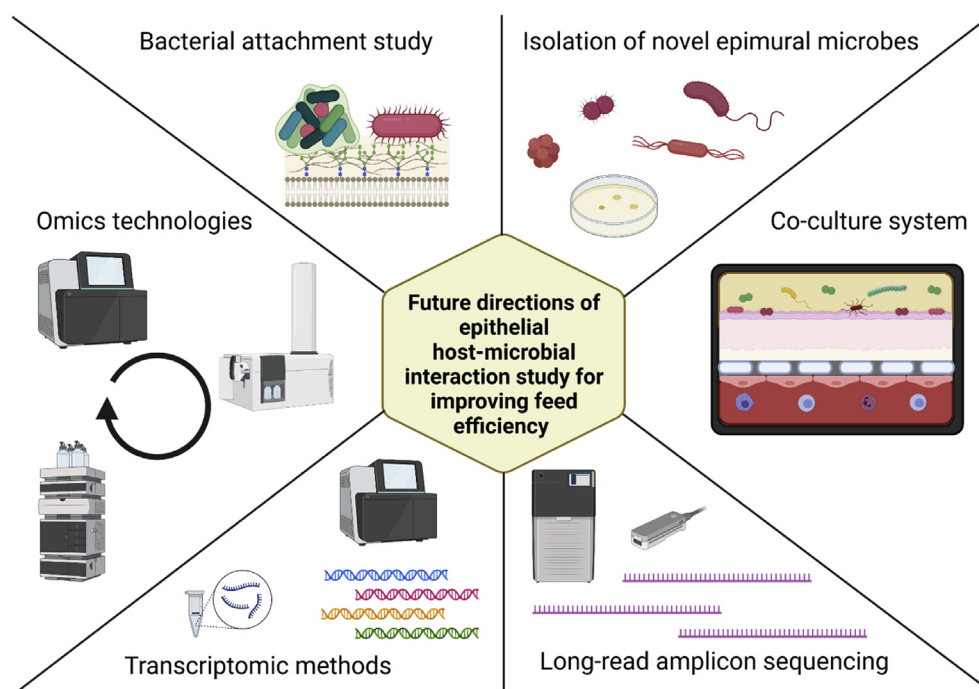 Bacterial attachment study
Isolation of novel epimural microbes
Omics technologies
Co-culture system
Future directions of
epithelial
host-microbial
interaction study for
improving feed
efficiency
Transcriptomic methods
Long-read amplicon sequencing